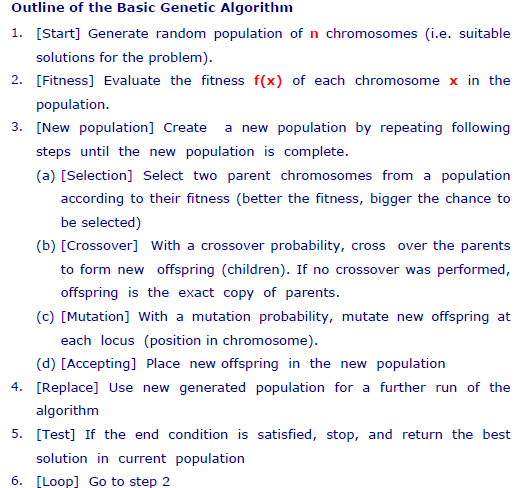 Outline of the Basic Genetic Algorithm
1. [Start] Generate random population of n chromosomes (i.e. suitable
solutions for the problem).
2. [Fitness] Evaluate the fitness f(x) of each chromosome x in the
population.
3. [New population] Create a new population by repeating following
steps until the new population is complete.
(a) [Selection] Select two parent chromosomes from a population
according to their fitness (better the fitness, bigger the chance to
be selected)
(b) [Crossover] With a crossover probability, cross over the parents
to form new offspring (children). If no crossover was performed,
offspring is the exact copy of parents.
(c) [Mutation] With a mutation probability, mutate new offspring at
each locus (position in chromosome).
(d) [Accepting] Place new offspring in the new population
4. [Replace] Use new generated population for a further run of the
algorithm
5. [Test] If the end condition is satisfied, stop, and return the best
solution in current population
6. [Loop] Go to step 2